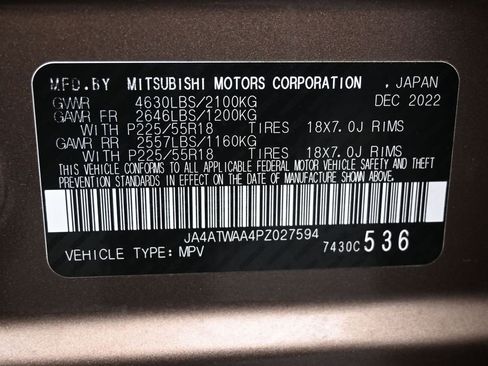 MFD.BY MITSUBISHI MOTORS CORPORATION , JAPAN
GVWR 4630LBS/2100KG DEC 2022
GAWR FR 2646LBS/1200KG
WITH P225/55R18 TIRES 18X7.0J RIMS
GAWR RR 2557LBS/1160KG
WITH P225/55R18 TIRES 18X7.0J RIMS
THIS VEHICLE CONFORMS TO ALL APPLICABLE FEDERAL MOTOR VEHICLE SAFETY AND THEFT
PREVENTION STANDARDS IN EFFECT ON THE DATE OF MANUFACTURE SHOWN ABOVE.
JA4ATWAA4PZ027594
VEHICLE TYPE: MPV 7430C 536